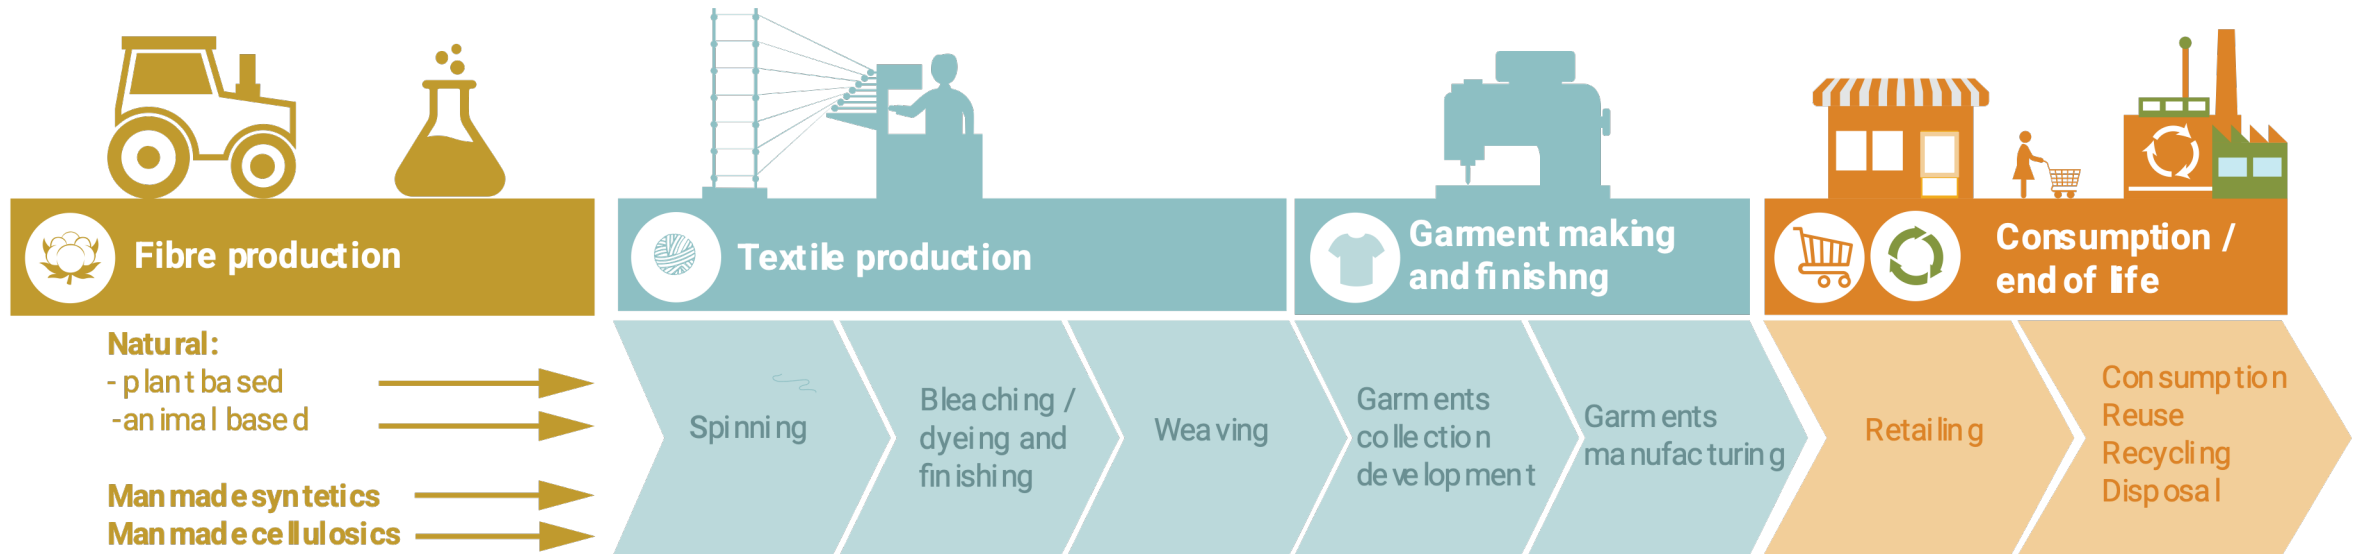 Fibre production
Textile production
Garment making
and finishng
Consumption /
end of life
Natural:
- plant based
-animal based
Man made syntetics
Man made cellulosics
Spinning
Bleaching /
dyeing and
finishing
Weaving
Garments
collection
development
Garments
manufacturing
Retailing
Consumption
Reuse
Recycling
Disposal